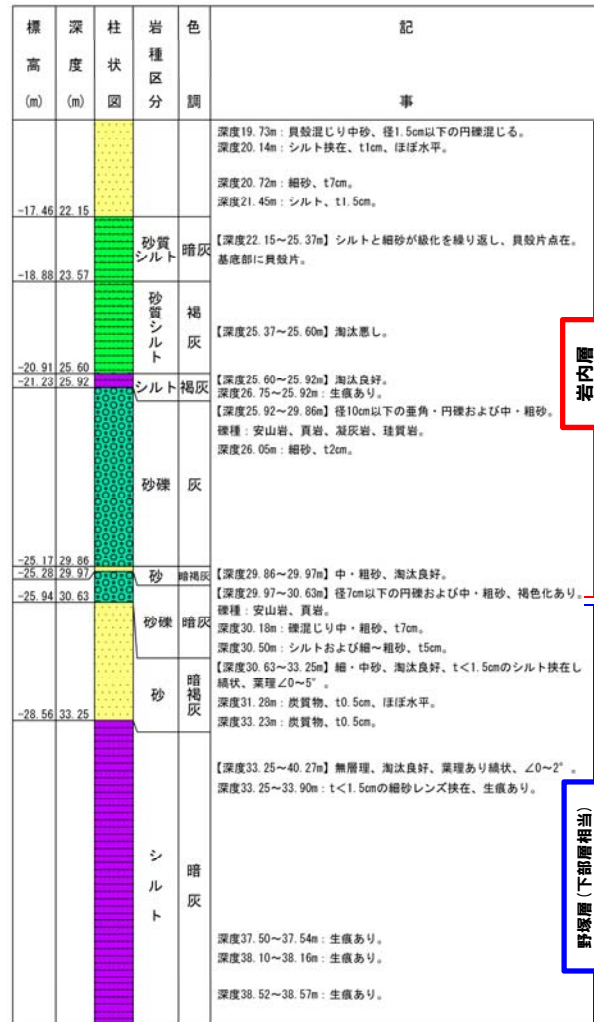 標高(m) 深度(m) 柱状図 岩種区分 色調 記事
深度19.73m：貝殻混じり中砂、径1.5cm以下の円礫混じる。
深度20.14m：シルト挟在、t1cm、ほぼ水平。
深度20.72m：細砂、t7cm。
深度21.45m：シルト、t1.5cm。
-17.46 22.15
砂質シルト 暗灰
【深度22.15～25.37m】シルトと細砂が級化を繰り返し、貝殻片点在。
基底部に貝殻片。
-18.88 23.57
砂質シルト 褐灰
【深度25.37～25.60m】淘汰悪し。
岩内層
-20.91 25.60
-21.23 25.92
シルト 褐灰
【深度25.60～25.92m】淘汰良好。
深度26.75～25.92m：生痕あり。
【深度25.92～29.86m】径10cm以下の亜角・円礫および中・粗砂。
礫種：安山岩、頁岩、凝灰岩、珪質岩。
深度26.05m：細砂、t2cm。
砂礫 灰
-25.17 29.86
-25.28 29.97
-25.94 30.63
砂 暗褐灰
【深度29.86～29.97m】中・粗砂、淘汰良好。
【深度29.97～30.63m】径7cm以下の円礫および中・粗砂、褐色化あり。
砂礫 暗灰
礫種：安山岩、頁岩。
深度30.18m：礫混じり中・粗砂、t7cm。
深度30.50m：シルトおよび細～粗砂、t5cm。
砂 暗褐灰
【深度30.63～33.25m】細・中砂、淘汰良好、t<1.5cmのシルト挟在し
縞状、葉理∠0～5°。
深度31.28m：炭質物、t0.5cm、ほぼ水平。
深度33.23m：炭質物、t0.5cm。
-28.56 33.25
シルト 暗灰
【深度33.25～40.27m】無層理、淘汰良好、葉理あり縞状、∠0～2°。
深度33.25～33.90m：t<1.5cmの細砂レンズ挟在、生痕あり。
野塚層(下部層相当)
深度37.50～37.54m：生痕あり。
深度38.10～38.16m：生痕あり。
深度38.52～38.57m：生痕あり。